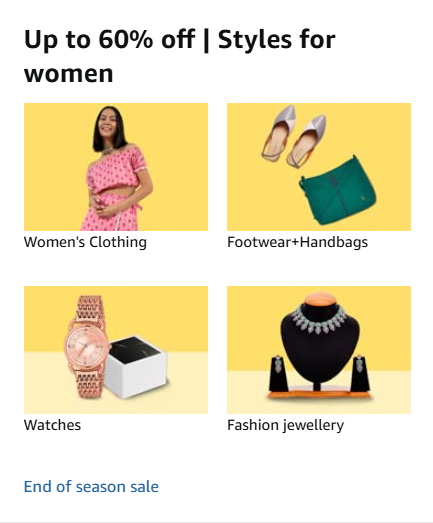 Up to 60% off | Styles for
women
Women's Clothing
Footwear+Handbags
Watches
Fashion jewellery
End of season sale